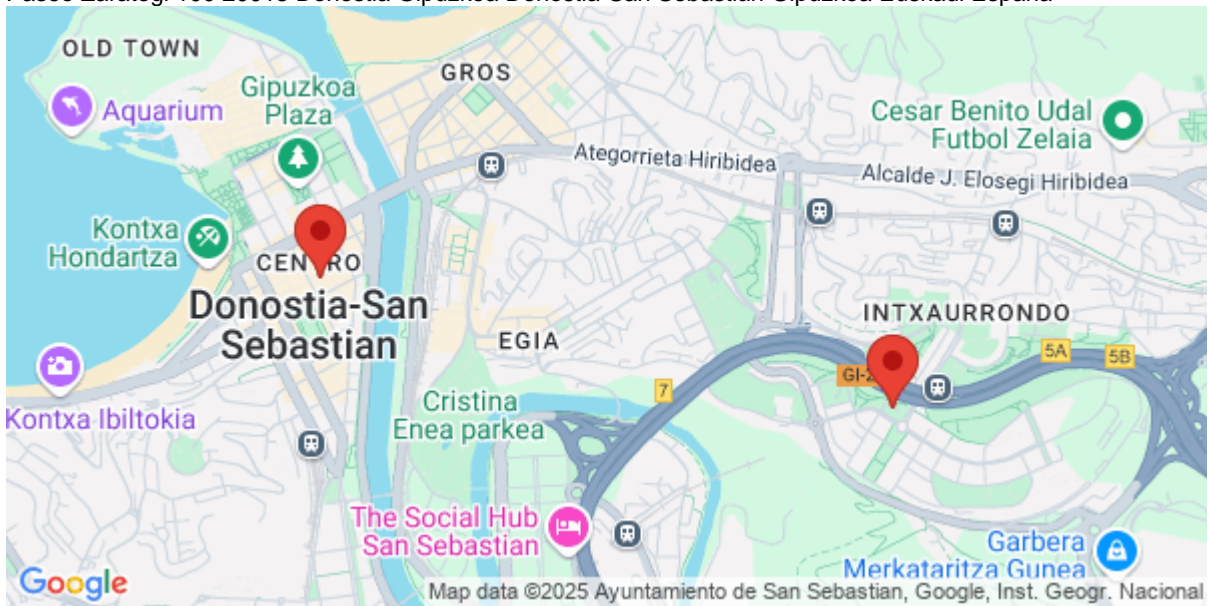 OLD TOWN
GROS
Gipuzkoa
Plaza
Aquarium
Cesar Benito Udal
Futbol Zelaia
Ategorrieta Hiribidea
Alcalde J. Elosegi Hiribidea
Kontxa
Hondartza
CENTRO
Donostia-San
Sebastian
EGIA
INTXAURRONDO
5A
5B
7
Kontxa Ibiltokia
Cristina
Enea parkea
The Social Hub
San Sebastian
Garbera
Merkataritza Gunea
Google
Map data ©2025 Ayuntamiento de San Sebastian, Google, Inst. Geogr. Nacional